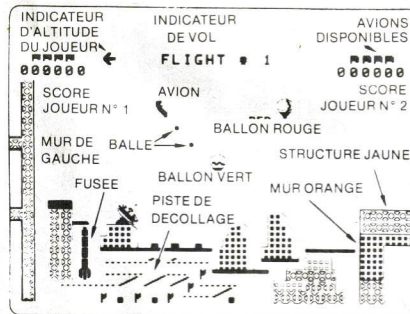 INDICATEUR
D'ALTITUDE
DU JOUEUR
INDICATEUR
DE VOL
AVIONS
DISPONIBLES
FLIGHT # 1
000000
000000
SCORE
JOUEUR N° 1
AVION
SCORE
JOUEUR N° 2
RED
BALLON ROUGE
MUR DE
GAUCHE
BALLE
STRUCTURE JAUNE
BALLON VERT
MUR ORANGE
FUSEE
PISTE DE
DECOLLAGE